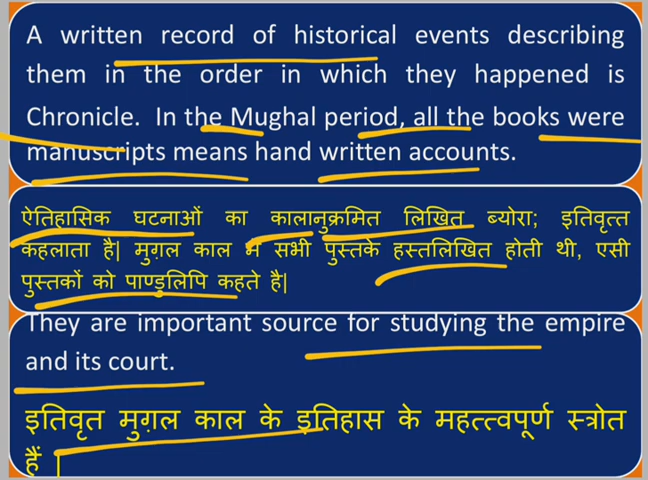 A written record of historical events describing
them in the order in which they happened is
Chronicle. In the Mughal period, all the books were
manuscripts means hand written accounts.
ऐतिहासिक घटनाओं का कालानुक्रमित लिखित ब्योरा; इतिवृत्त
कहलाता है| मुग़ल काल में सभी पुस्तके हस्तलिखित होती थी, एसी
पुस्तकों को पाण्डुलिपि कहते है|
They are important source for studying the empire
and its court.
इतिवृत मुग़ल काल के इतिहास के महत्त्वपूर्ण स्त्रोत
हैं |